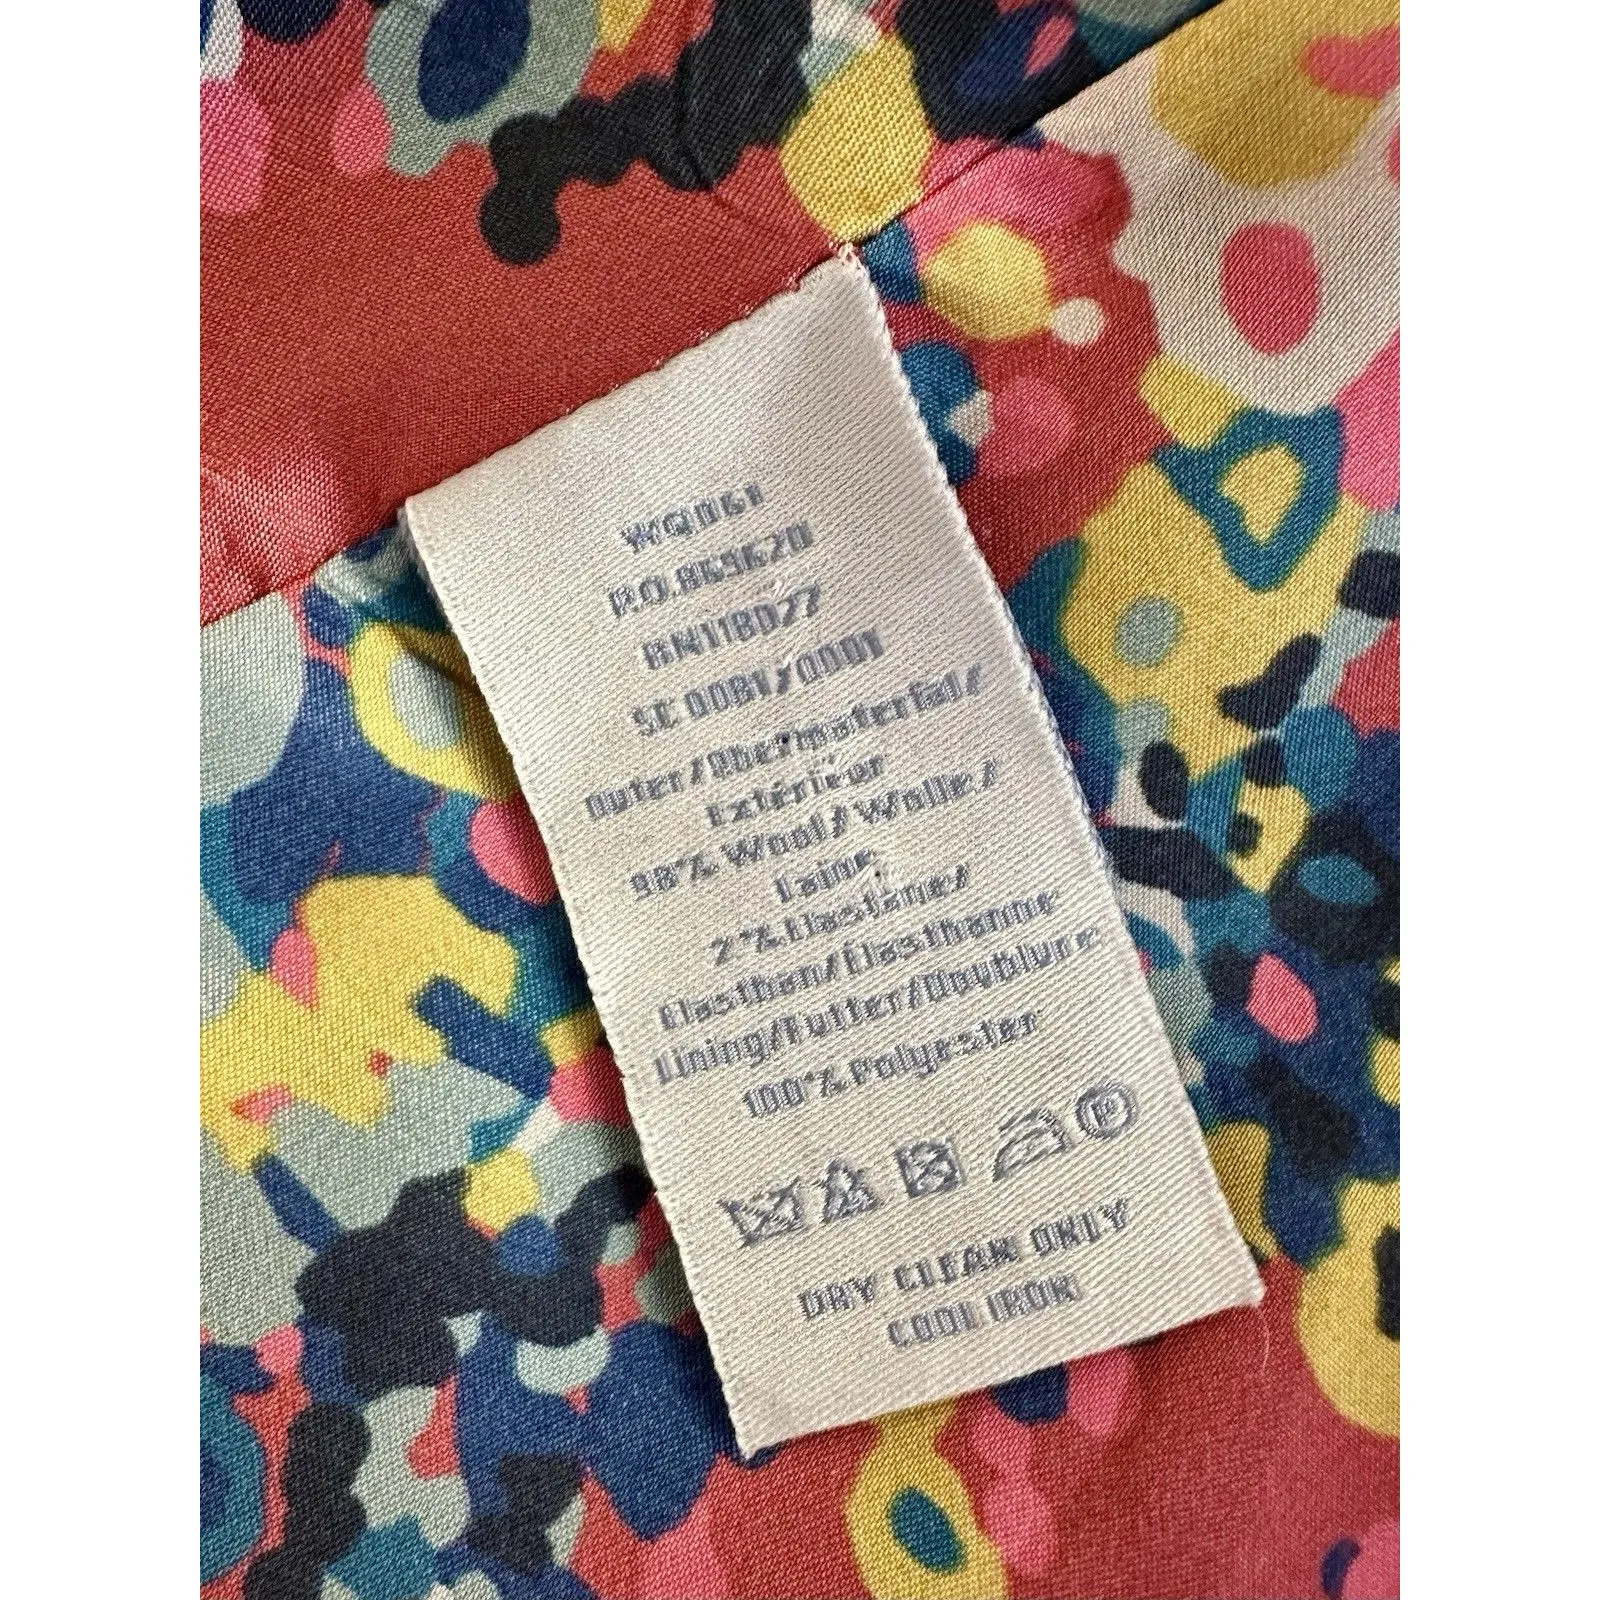 WQ061
P.O.869620
RN118027
SC 0081/0001
Outer/Obermaterial/
Extérieur
98% Wool/Wolle/
Laine
2% Elastane/
Elasthan/Elasthanne
Lining/Futter/Doublure
100% Polyester
P
DRY CLEAN ONLY
COOL IRON